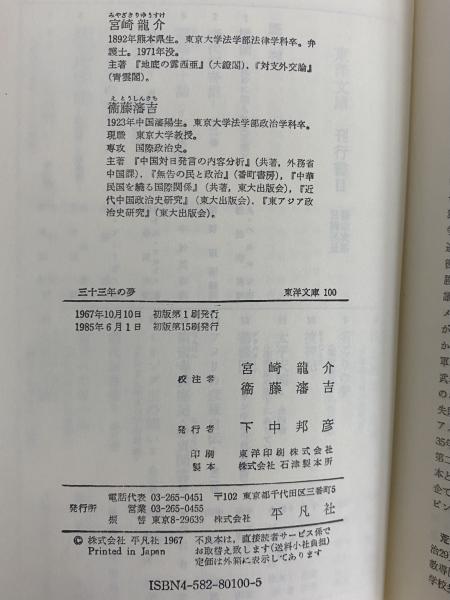 みやざきりゆうすけ
宮崎龍介
1892年熊本県生。東京大学法学部法律学科卒。弁
護士。1971年没。
主著 『地底の露西亜』(大鐙閣)、『対支外交論』
(青雲閣)。
えとうしんきち
衞藤瀋吉
1923年中国瀋陽生。東京大学法学部政治学科卒。
現職 東京大学教授。
専攻 国際政治史。
主著 『中国対日発言の内容分析』(共著，外務省
中国課)，『無告の民と政治』(番町書房)，『中華
民国を繞る国際関係』(共著，東大出版会)，『近
代中国政治史研究』(東大出版会)，『東アジア政
治史研究』(東大出版会)。
三十三年の夢 東洋文庫 100
1967年10月10日 初版第1刷発行
1985年6月1日 初版第15刷発行
校注者 宮崎龍介
衞藤瀋吉
発行者 下中邦彦
印刷 東洋印刷株式会社
製本 株式会社 石津製本所
電話代表 03-265-0451 〒102 東京都千代田区三番町5
発行所 営業 03-265-0455
振替 東京8-29639 株式会社 平凡社
© 株式会社 平凡社 1967 不良本は，直接読者サービス係で
Printed in Japan お取替え致します(送料小社負担)
定価は外箱に表示してあります
ISBN4-582-80100-5